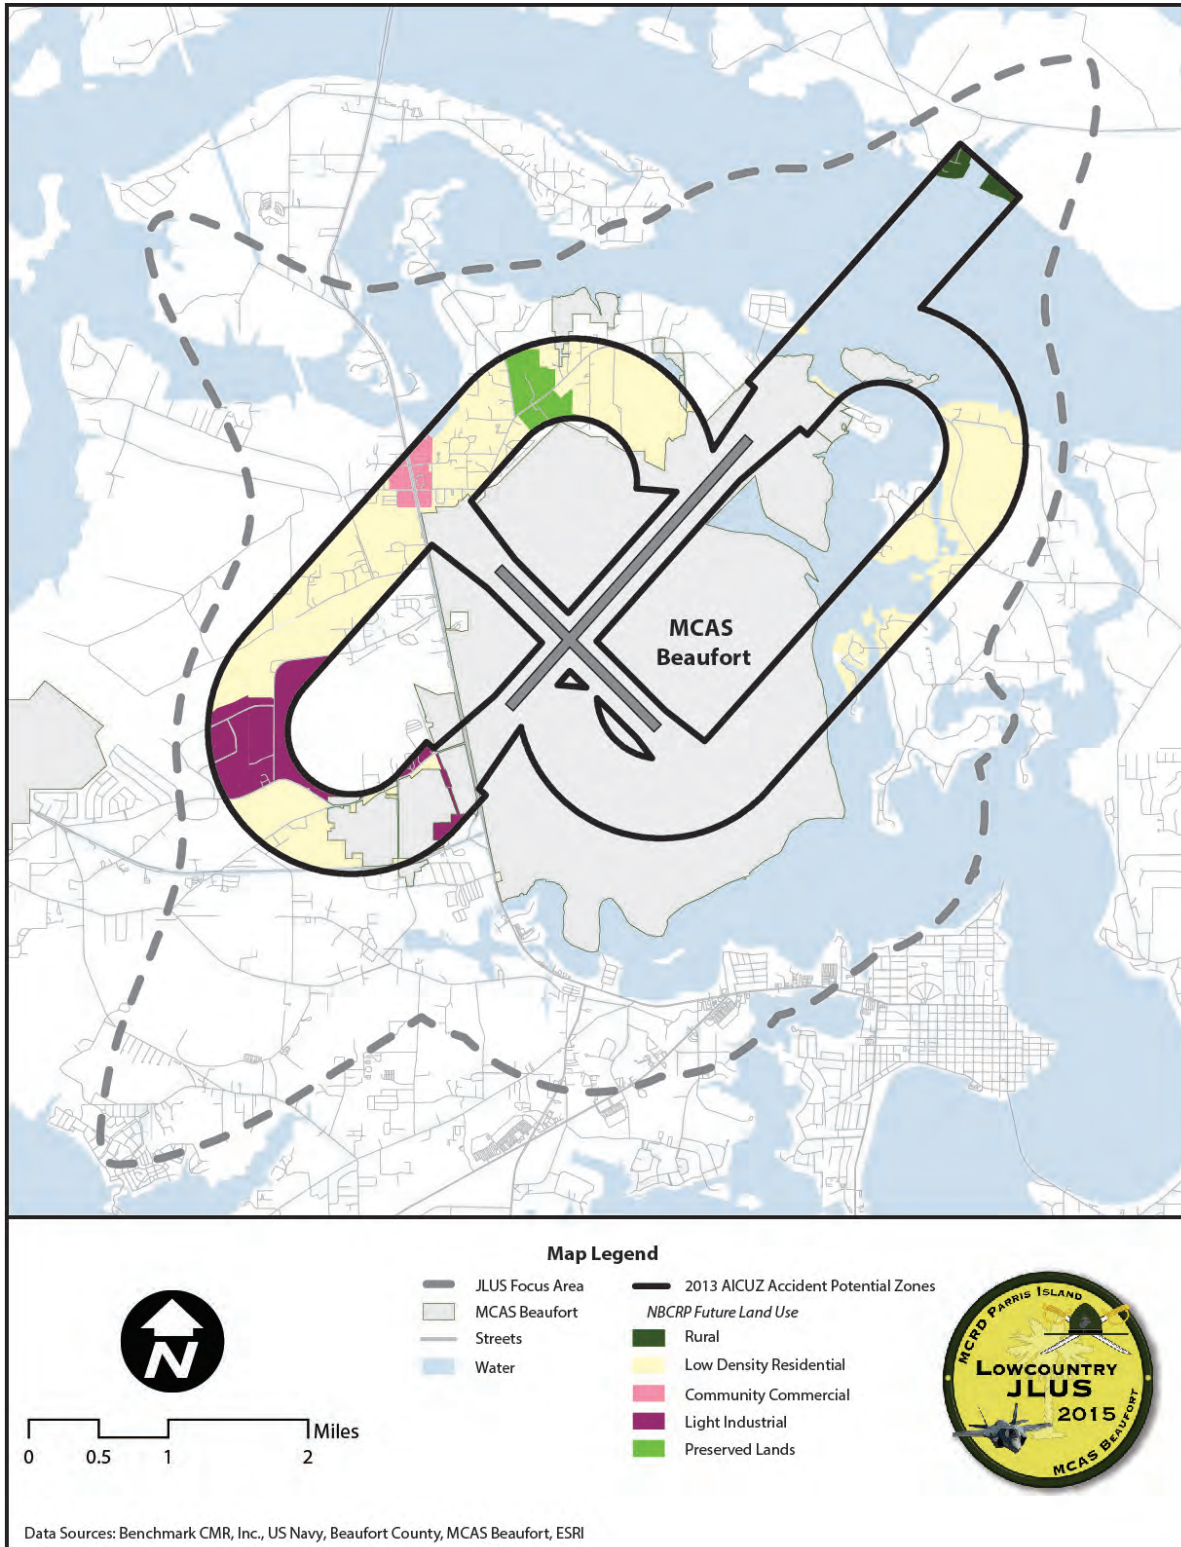 MCAS
Beaufort
Map Legend
JLUS Focus Area
MCAS Beaufort
Streets
Water
2013 AICUZ Accident Potential Zones
NBCRP Future Land Use
Rural
Low Density Residential
Community Commercial
Light Industrial
Preserved Lands
N
0 0.5 1 2 Miles
MCRD PARRIS ISLAND
LOWCOUNTRY
JLUS
2015
MCAS BEAUFORT
Data Sources: Benchmark CMR, Inc., US Navy, Beaufort County, MCAS Beaufort, ESRI